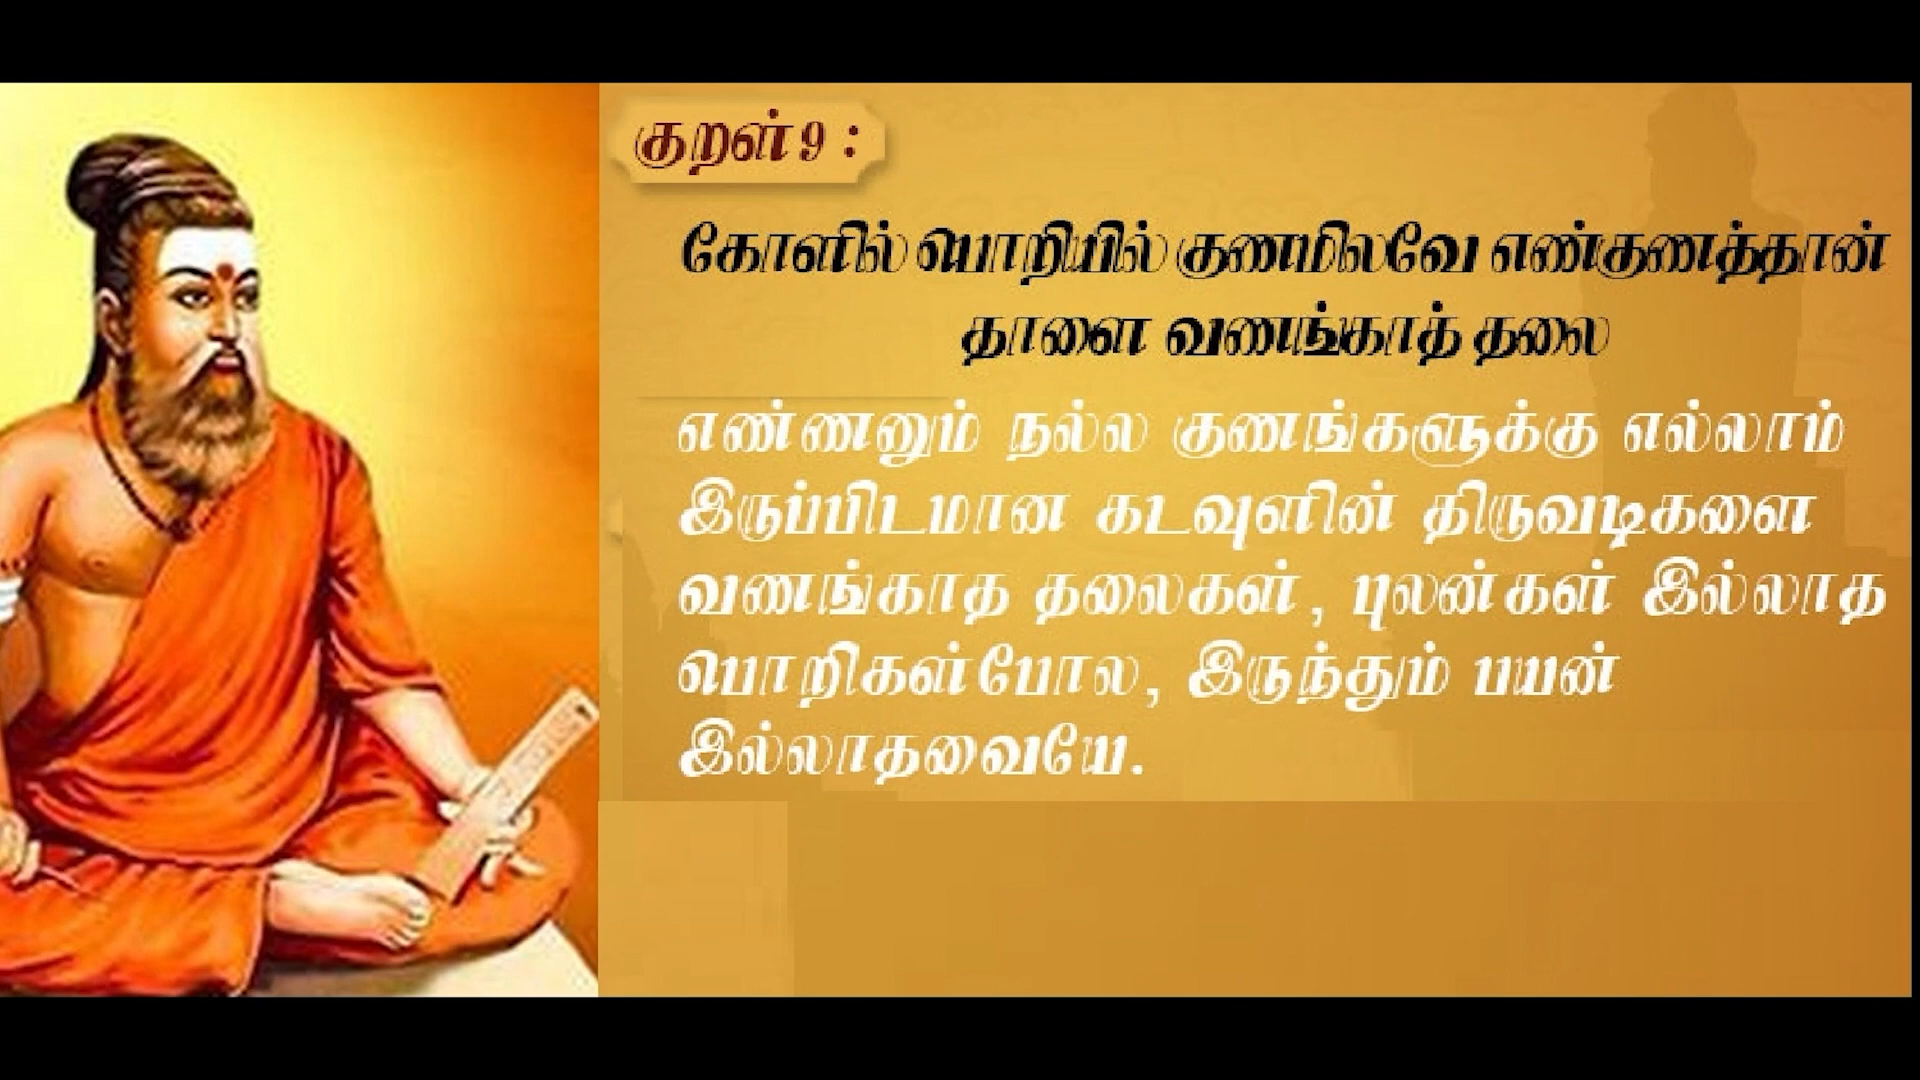 குறள் 9 :
கோளில் பொறியில் குணமிலவே எண்குணத்தான்
தாளை வணங்காத் தலை
எண்ணனும் நல்ல குணங்களுக்கு எல்லாம்
இருப்பிடமான கடவுளின் திருவடிகளை
வணங்காத தலைகள், புலன்கள் இல்லாத
பொறிகள்போல, இருந்தும் பயன்
இல்லாதவையே.